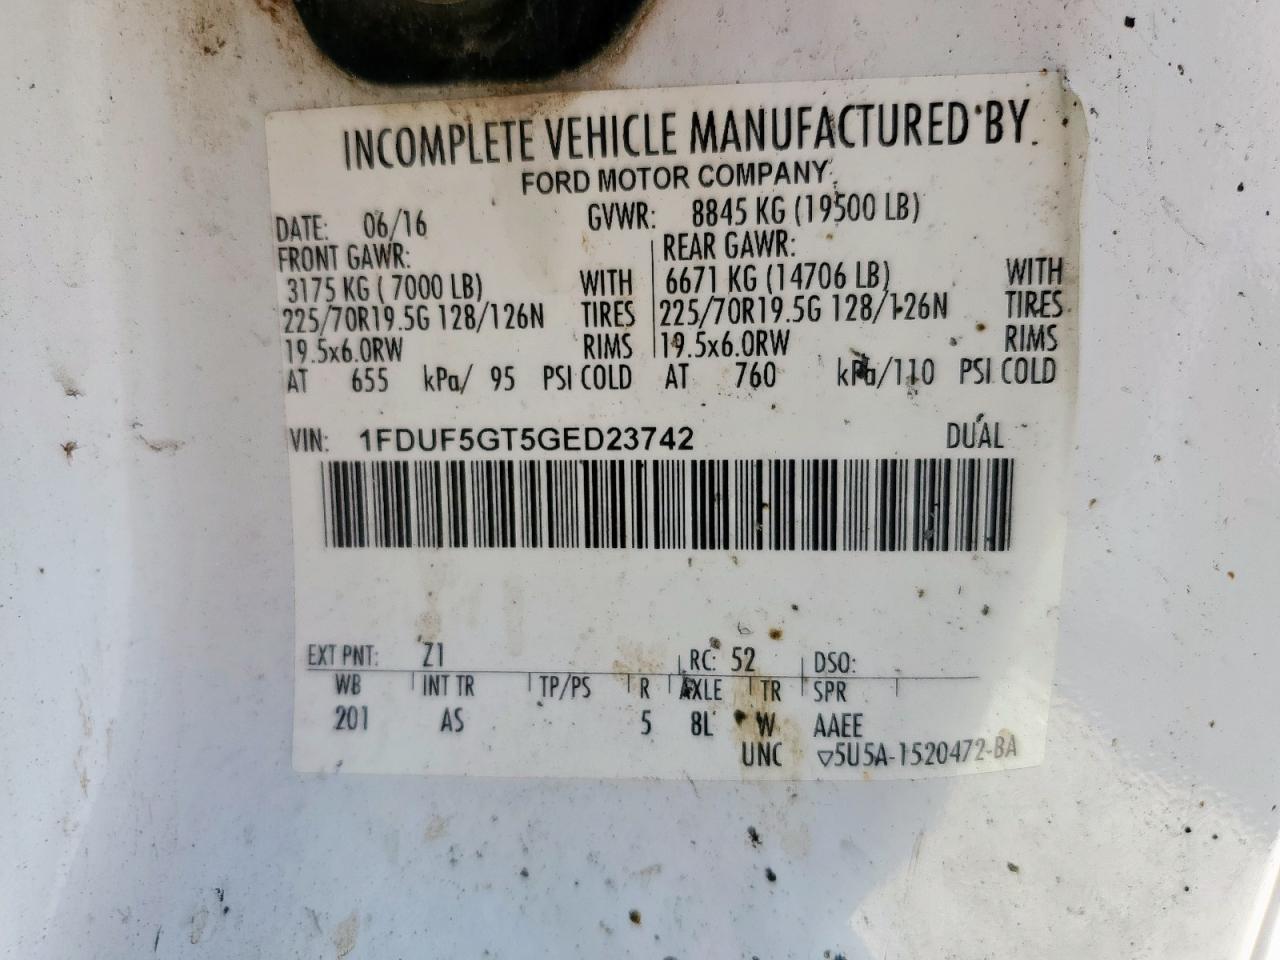 INCOMPLETE VEHICLE MANUFACTURED BY
FORD MOTOR COMPANY
DATE: 06/16 GVWR: 8845 KG (19500 LB)
FRONT GAWR: REAR GAWR:
3175 KG (7000 LB) WITH 6671 KG (14706 LB) WITH
225/70R19.5G 128/126N TIRES 225/70R19.5G 128/126N TIRES
19.5x6.0RW RIMS 19.5x6.0RW RIMS
AT 655 kPa/ 95 PSI COLD AT 760 kPa/110 PSI COLD
VIN: 1FDUF5GT5GED23742 DUAL
EXT PNT: Z1 RC: 52 DSO:
WB INT TR TP/PS R AXLE TR SPR
201 AS 5 8L W AAEE
UNC ▽5U5A-1520472-BA